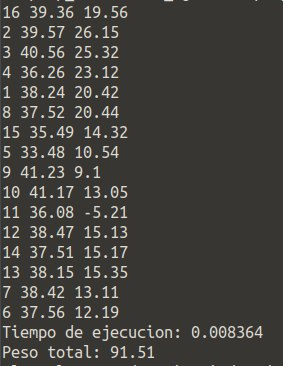 16 39.36 19.56
2 39.57 26.15
3 40.56 25.32
4 36.26 23.12
1 38.24 20.42
8 37.52 20.44
15 35.49 14.32
5 33.48 10.54
9 41.23 9.1
10 41.17 13.05
11 36.08 -5.21
12 38.47 15.13
14 37.51 15.17
13 38.15 15.35
7 38.42 13.11
6 37.56 12.19
Tiempo de ejecucion: 0.008364
Peso total: 91.51